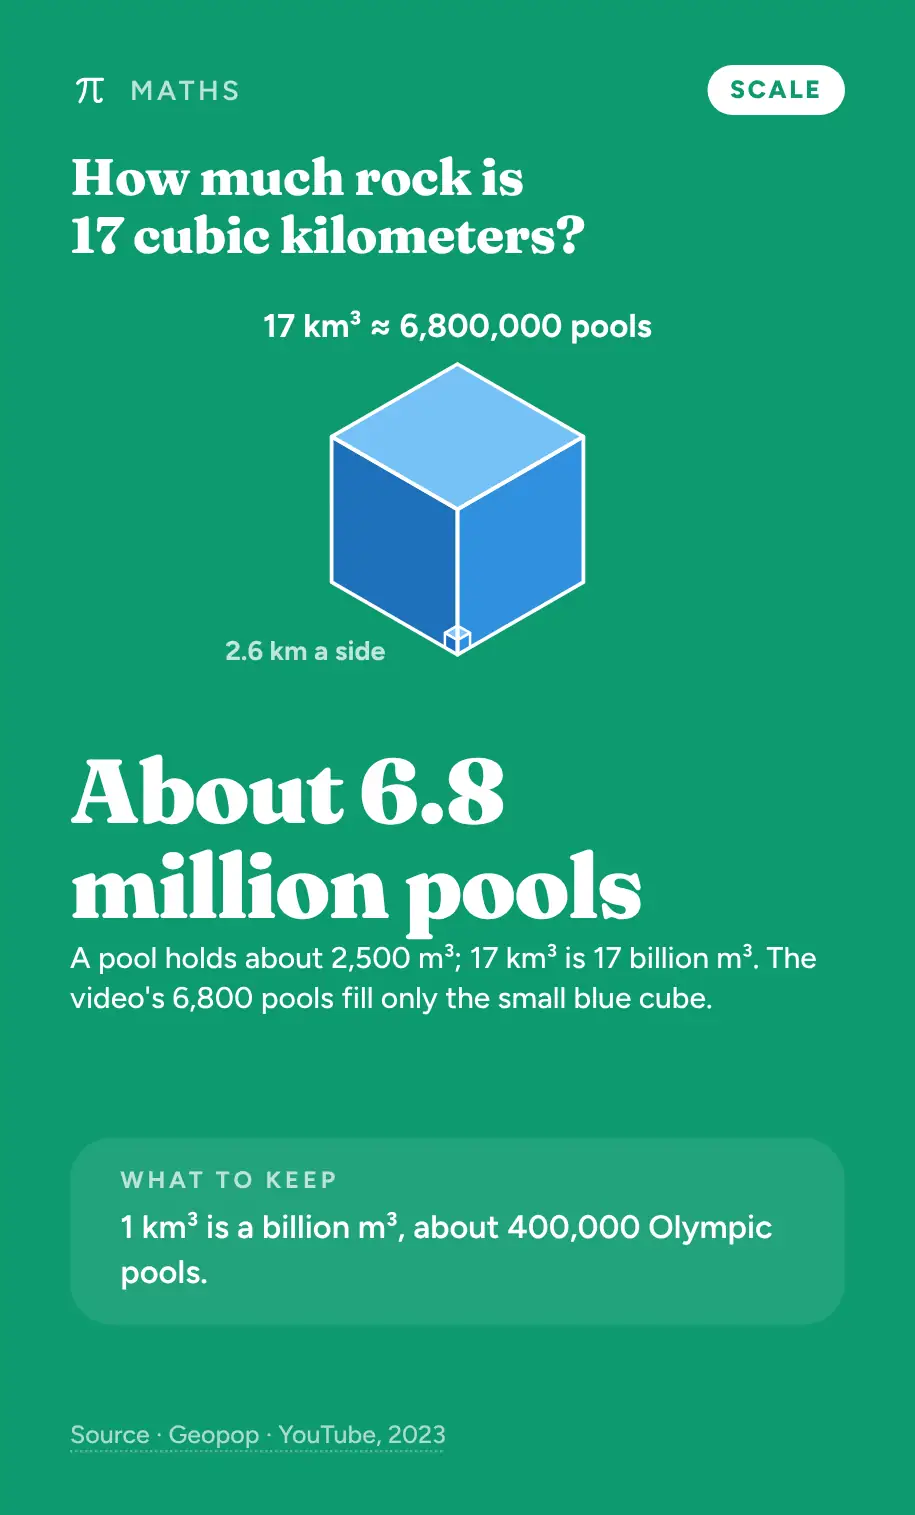 π MATHS
SCALE
How much rock is
17 cubic kilometers?
17 km³ ≈ 6,800,000 pools
2.6 km a side
About 6.8
million pools
A pool holds about 2,500 m³; 17 km³ is 17 billion m³. The
video's 6,800 pools fill only the small blue cube.
WHAT TO KEEP
1 km³ is a billion m³, about 400,000 Olympic
pools.
Source · Geopop · YouTube, 2023